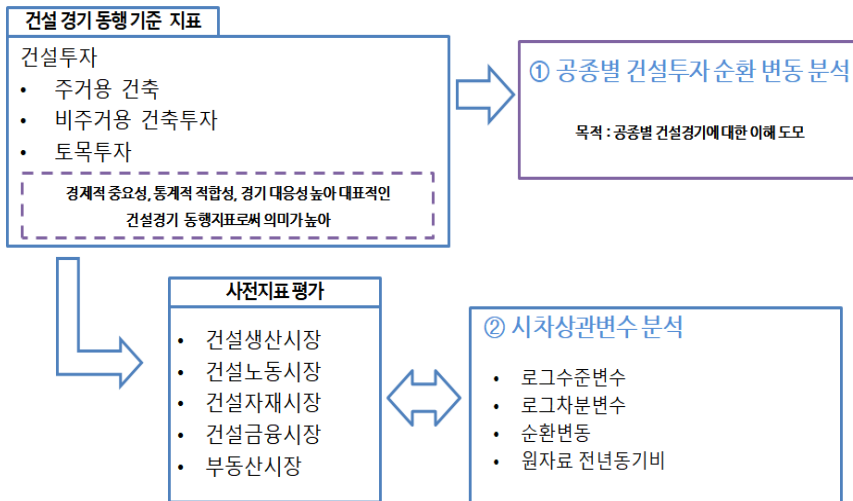 건설 경기 동행 기준 지표
건설투자
• 주거용 건축
• 비주거용 건축투자
• 토목투자
경제적 중요성, 통계적 적합성, 경기 대응성 높아 대표적인
건설경기 동행지표로써 의미가 높아
① 공종별 건설투자 순환 변동 분석
목적 : 공종별 건설경기에 대한 이해 도모
사전지표 평가
• 건설생산시장
• 건설노동시장
• 건설자재시장
• 건설금융시장
• 부동산시장
② 시차상관변수 분석
• 로그수준변수
• 로그차분변수
• 순환변동
• 원자료 전년동기비